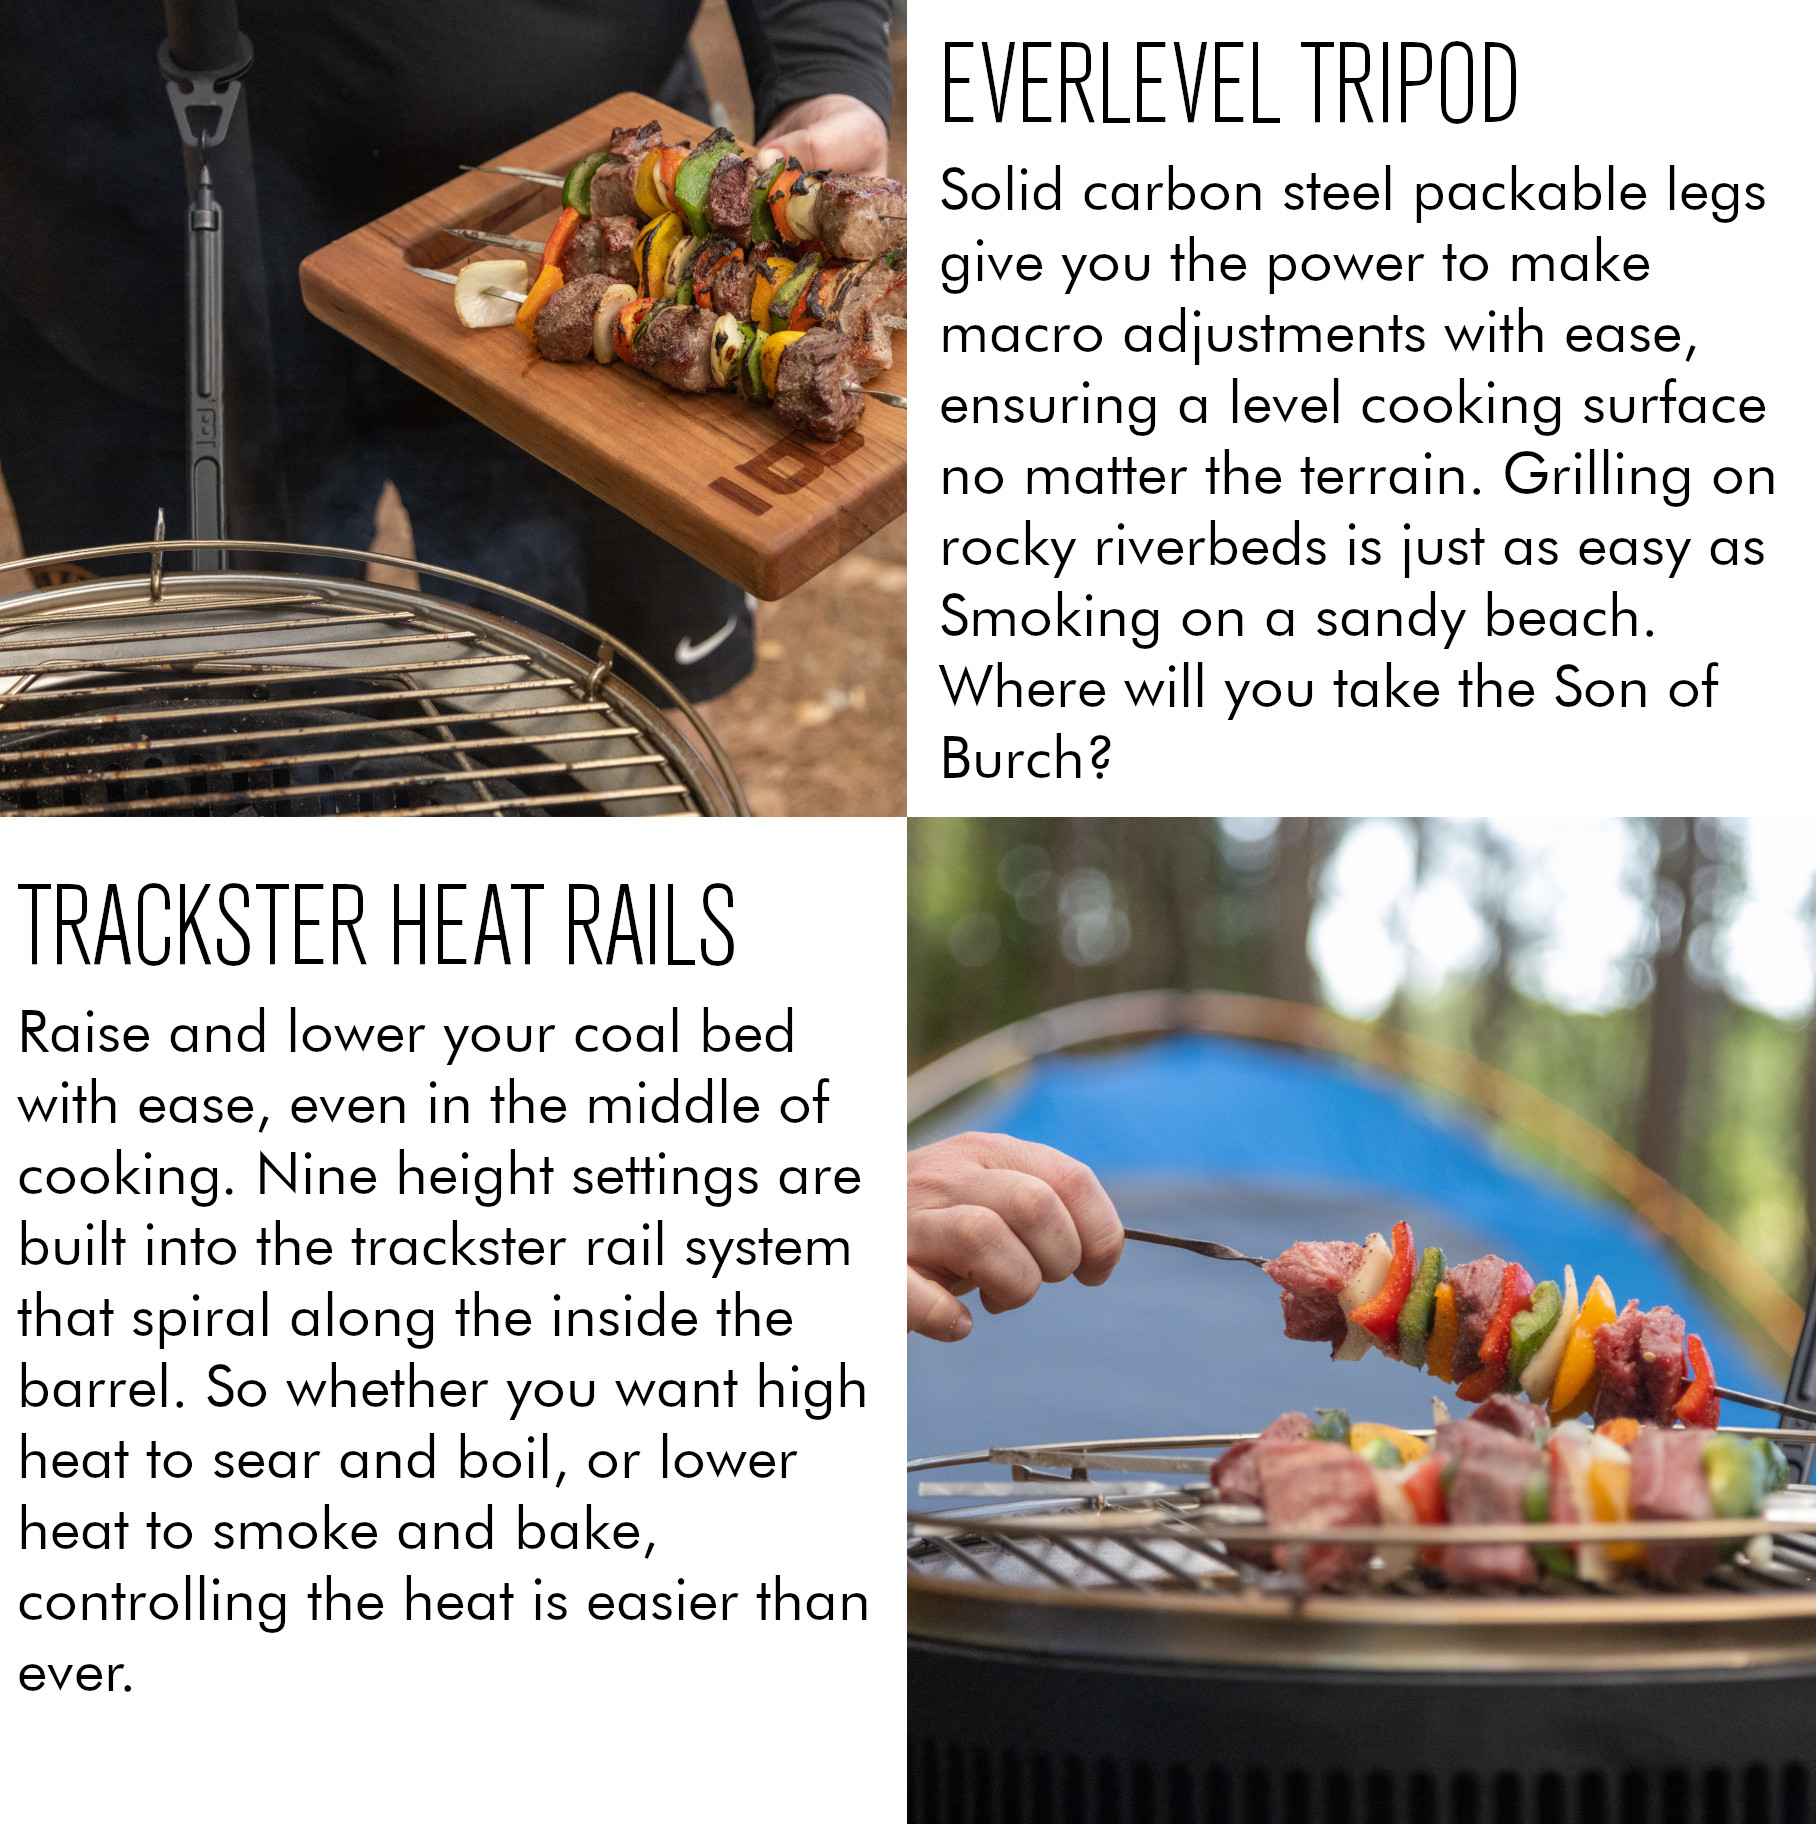 EVERLEVEL TRIPOD
Solid carbon steel packable legs
give you the power to make
macro adjustments with ease,
ensuring a level cooking surface
no matter the terrain. Grilling on
rocky riverbeds is just as easy as
Smoking on a sandy beach.
Where will you take the Son of
Burch?
TRACKSTER HEAT RAILS
Raise and lower your coal bed
with ease, even in the middle of
cooking. Nine height settings are
built into the trackster rail system
that spiral along the inside the
barrel. So whether you want high
heat to sear and boil, or lower
heat to smoke and bake,
controlling the heat is easier than
ever.